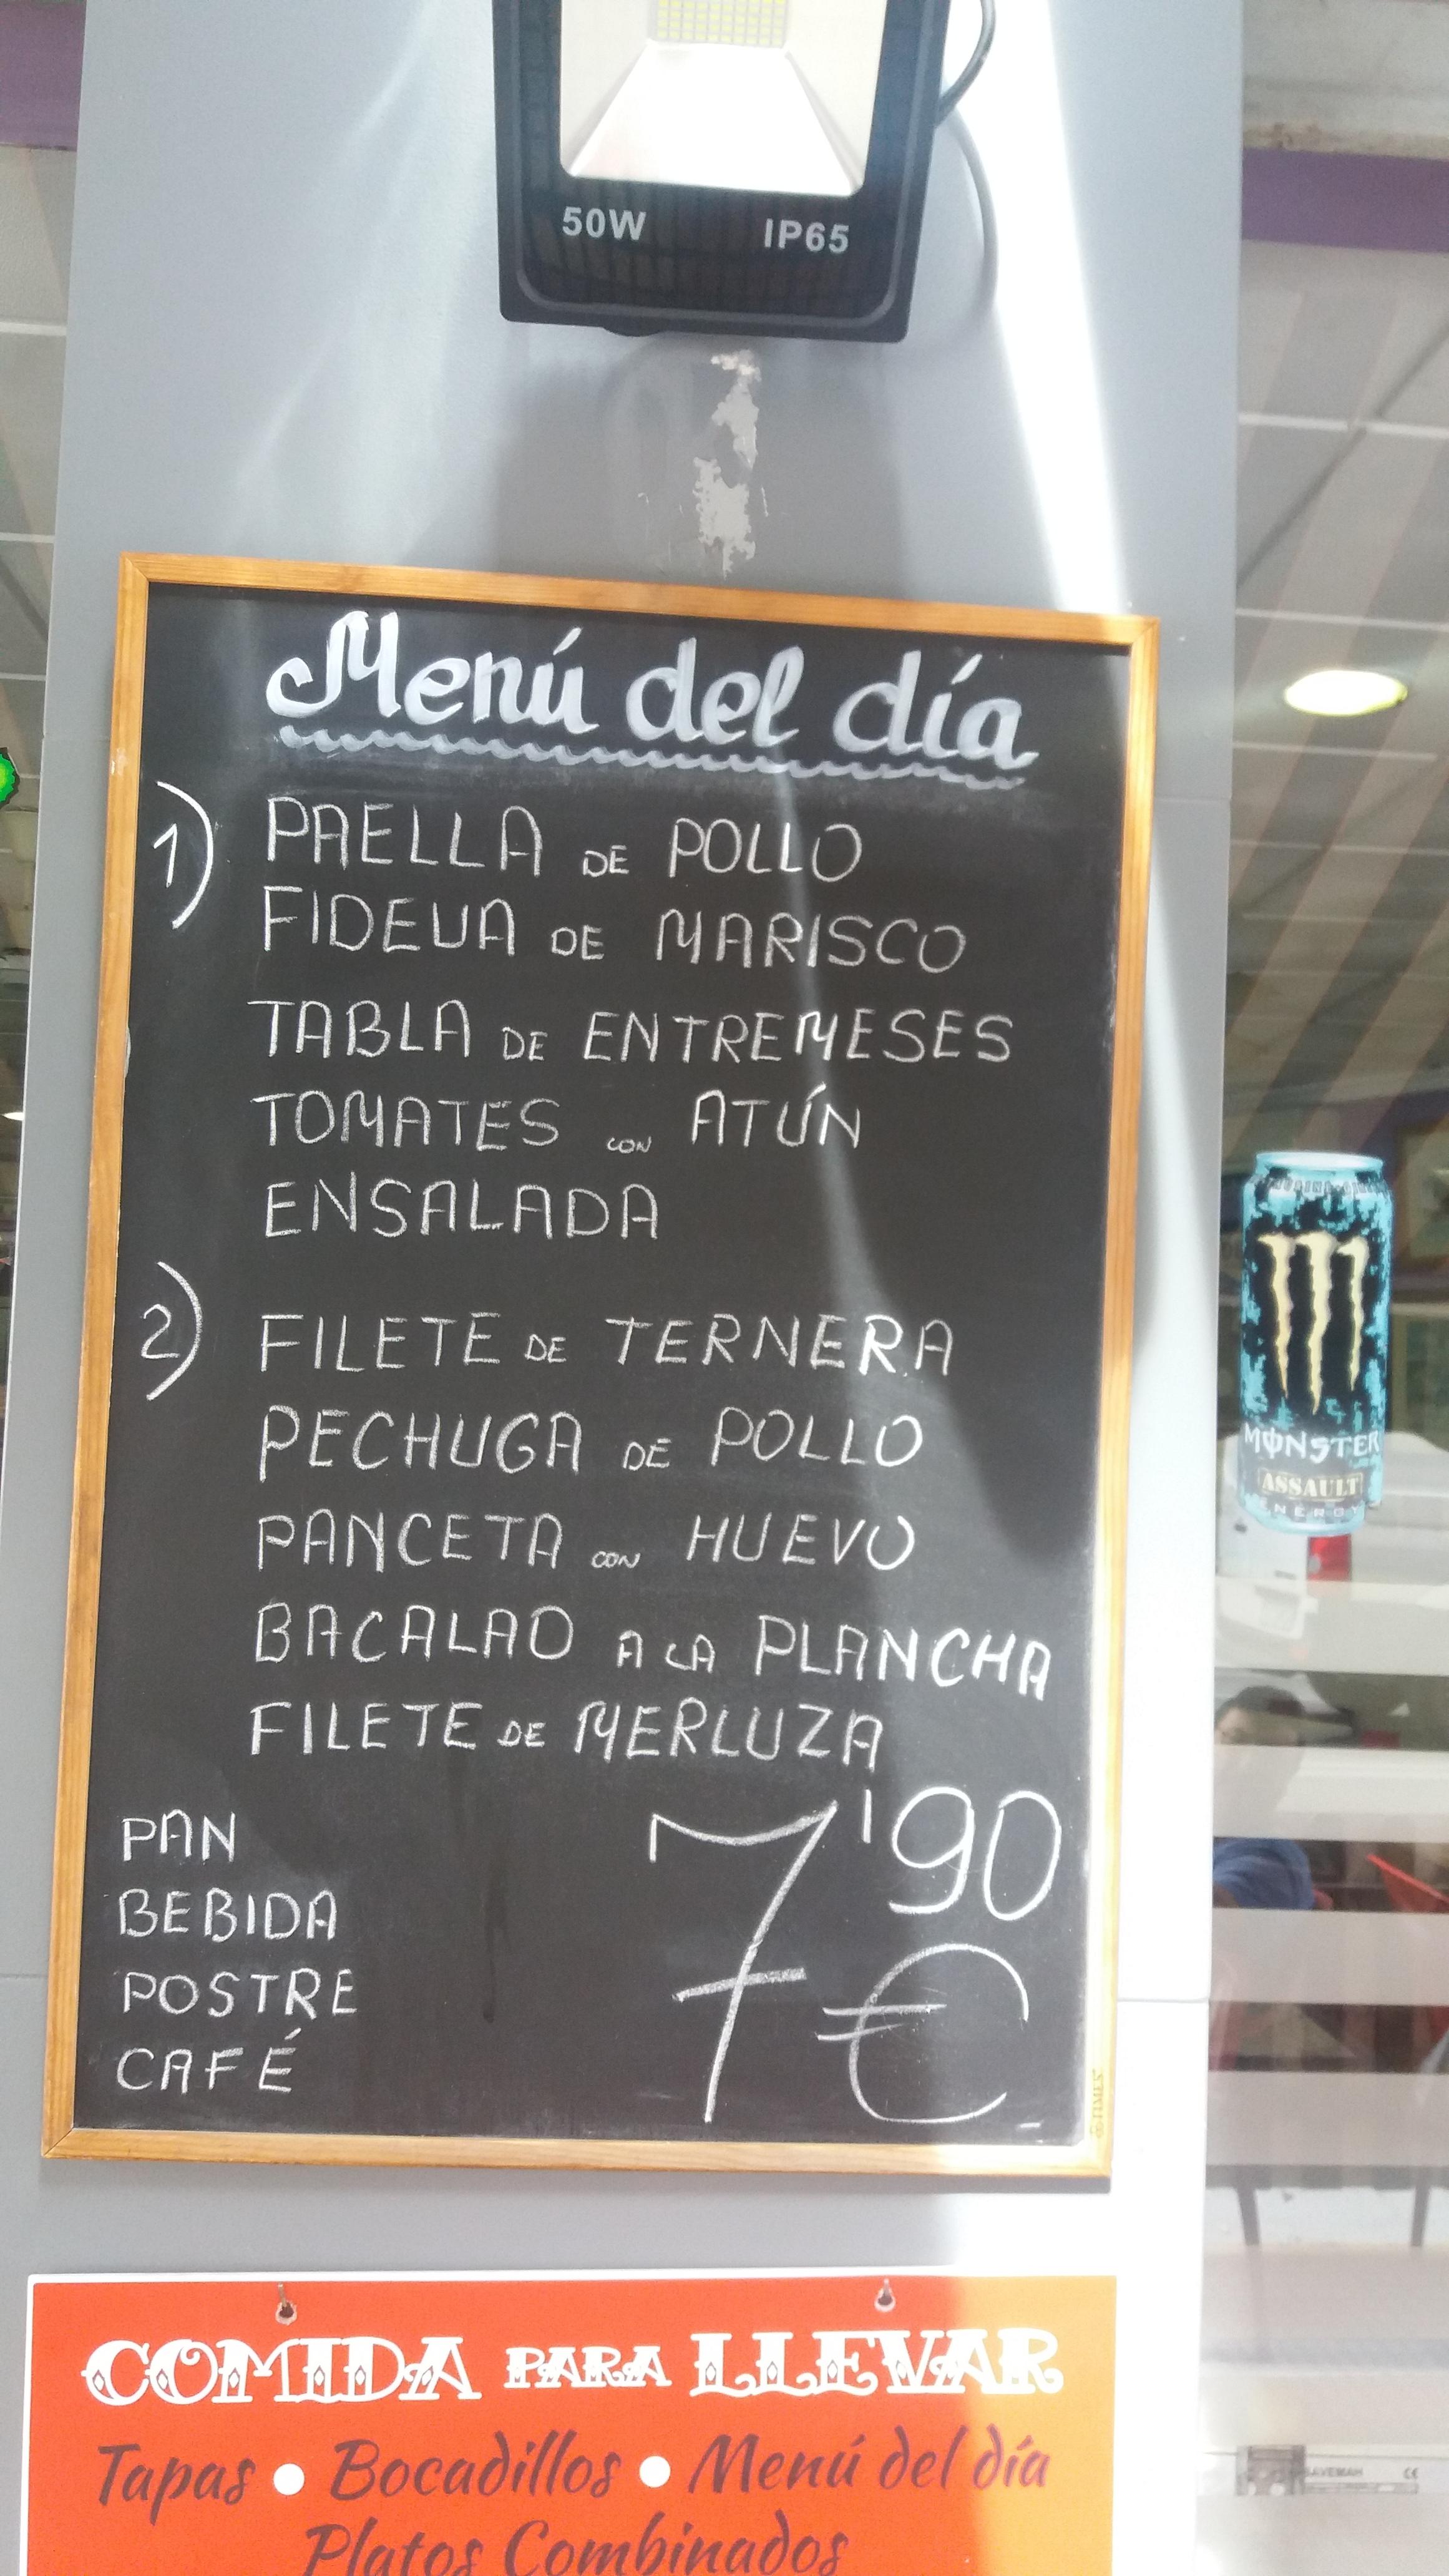 50W IP65
Menú del día
1) PAELLA DE POLLO
FIDEUA DE MARISCO
TABLA DE ENTREMESES
TOMATES CON ATÚN
ENSALADA
2) FILETE DE TERNERA
PECHUGA DE POLLO
PANCETA CON HUEVO
BACALAO A LA PLANCHA
FILETE DE MERLUZA
PAN
BEBIDA
POSTRE
CAFÉ
7'90 €
MONSTER
ASSAULT
ENERGY
COMIDA PARA LLEVAR
Tapas • Bocadillos • Menú del día
Platos Combinados